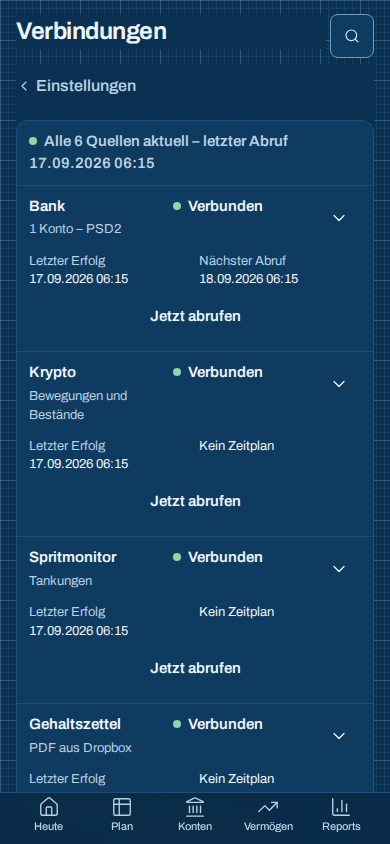 Verbindungen
Einstellungen
Alle 6 Quellen aktuell – letzter Abruf
17.09.2026 06:15
Bank
Verbunden
1 Konto – PSD2
Letzter Erfolg
Nächster Abruf
17.09.2026 06:15
18.09.2026 06:15
Jetzt abrufen
Krypto
Verbunden
Bewegungen und
Bestände
Letzter Erfolg
Kein Zeitplan
17.09.2026 06:15
Jetzt abrufen
Spritmonitor
Verbunden
Tankungen
Letzter Erfolg
Kein Zeitplan
17.09.2026 06:15
Jetzt abrufen
Gehaltszettel
Verbunden
PDF aus Dropbox
Letzter Erfolg
Kein Zeitplan
Heute
Plan
Konten
Vermögen
Reports